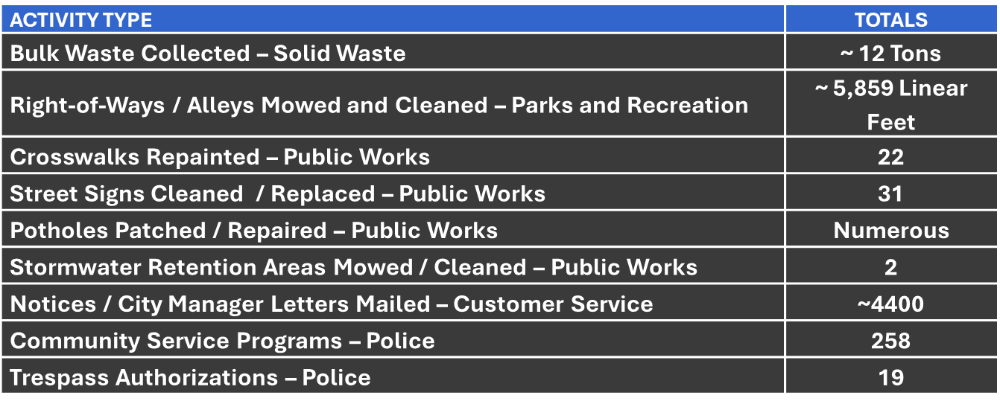 ACTIVITY TYPE TOTALS
Bulk Waste Collected – Solid Waste ~ 12 Tons
Right-of-Ways / Alleys Mowed and Cleaned – Parks and Recreation ~ 5,859 Linear
Feet
Crosswalks Repainted – Public Works 22
Street Signs Cleaned  / Replaced – Public Works 31
Potholes Patched / Repaired – Public Works Numerous
Stormwater Retention Areas Mowed / Cleaned – Public Works 2
Notices / City Manager Letters Mailed – Customer Service ~4400
Community Service Programs – Police 258
Trespass Authorizations – Police 19